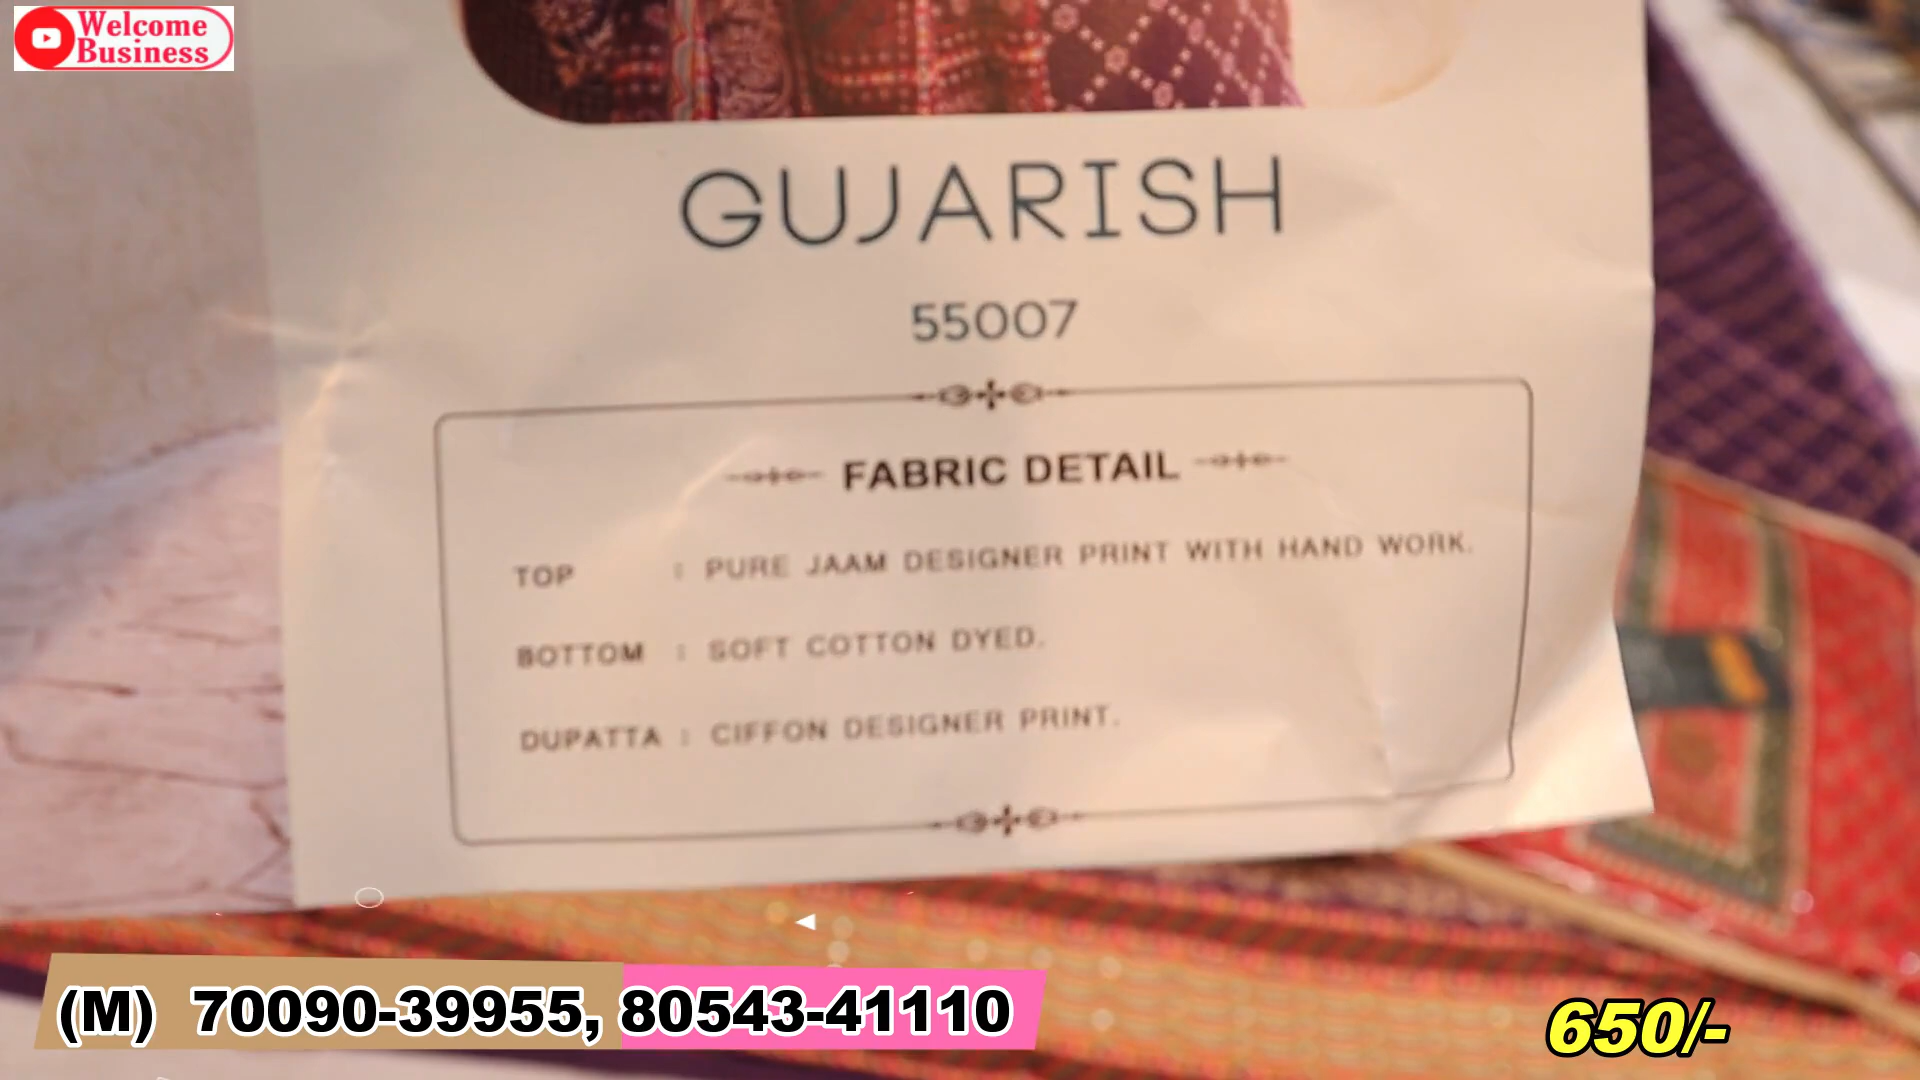 Welcome
Business
GUJARISH
55007
FABRIC DETAIL
TOP : PURE JAAM DESIGNER PRINT WITH HAND WORK.
BOTTOM : SOFT COTTON DYED.
DUPATTA : CIFFON DESIGNER PRINT.
(M) 70090-39955, 80543-41110
650/-